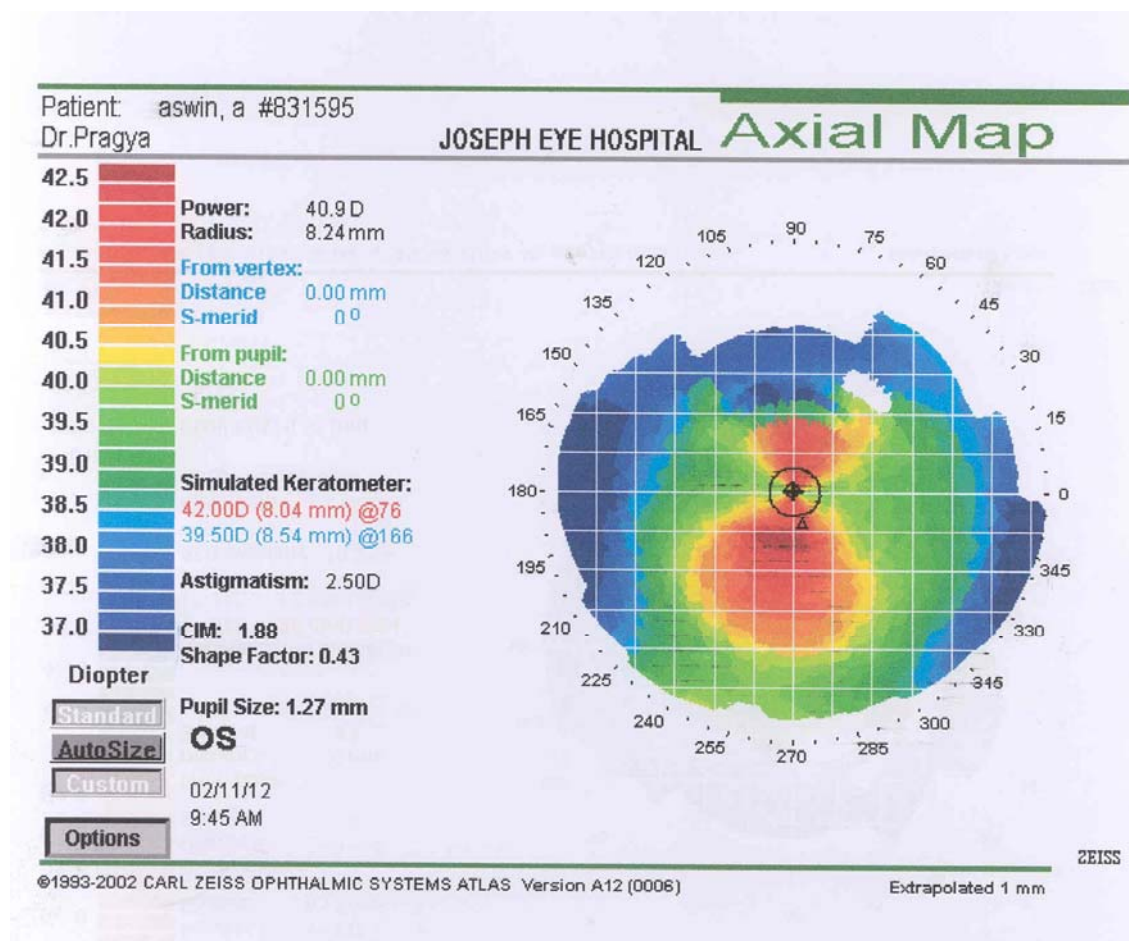 Patient: aswin, a #831595
Dr.Pragya
JOSEPH EYE HOSPITAL
Axial Map
42.5
42.0
41.5
41.0
40.5
40.0
39.5
39.0
38.5
38.0
37.5
37.0
Diopter
Standard
AutoSize
Custom
Options
Power: 40.9 D
Radius: 8.24 mm
From vertex:
Distance 0.00 mm
S-merid 0 º
From pupil:
Distance 0.00 mm
S-merid 0 º
Simulated Keratometer:
42.00D (8.04 mm) @76
39.50D (8.54 mm) @166
Astigmatism: 2.50D
CIM: 1.88
Shape Factor: 0.43
Pupil Size: 1.27 mm
OS
02/11/12
9:45 AM
105 90 75
120 60
135 45
150 30
165 15
180 0
195 345
210 330
225 315
240 300
255 270 285
ZEISS
©1993-2002 CARL ZEISS OPHTHALMIC SYSTEMS ATLAS Version A12 (0006)
Extrapolated 1 mm